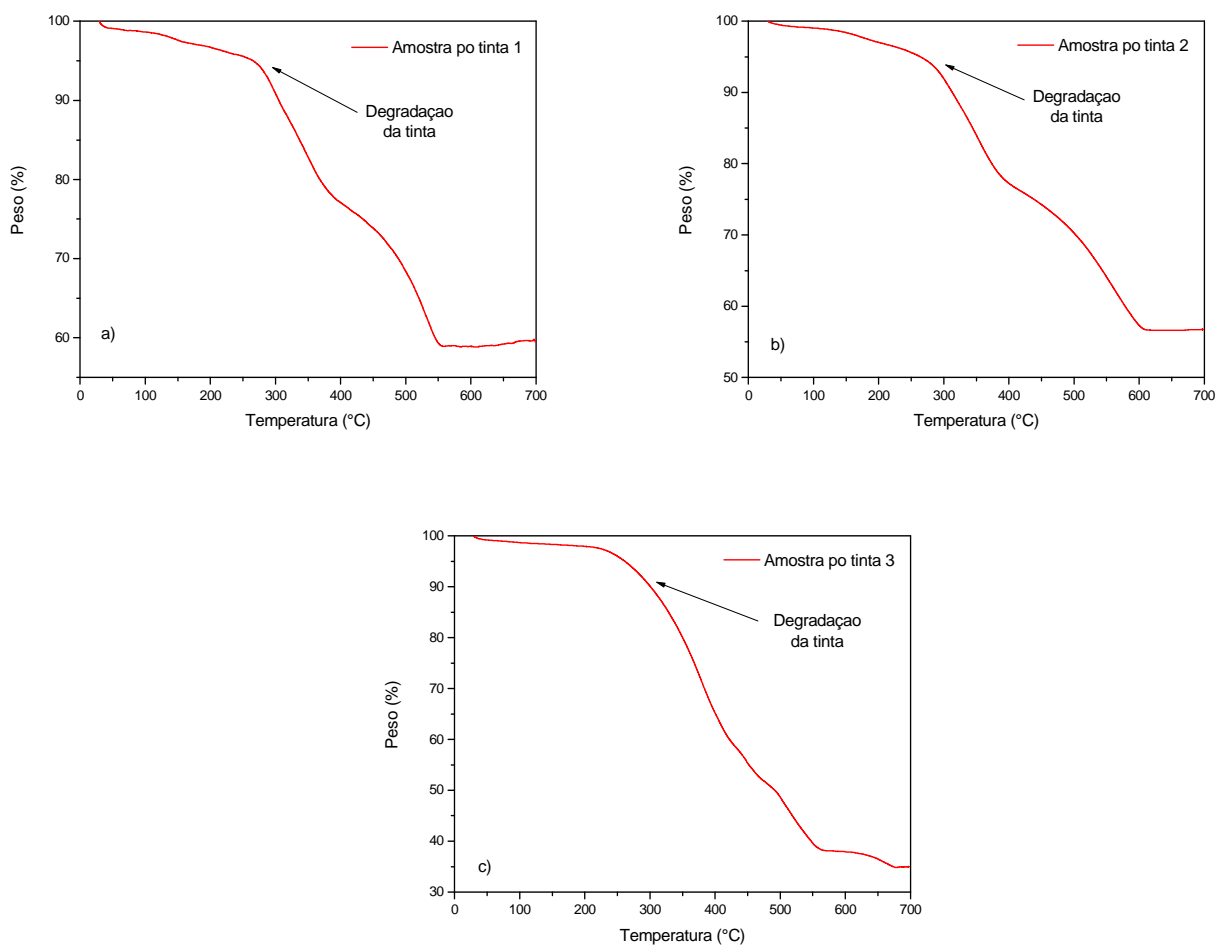 Amostra po tinta 1
Degradaçao
da tinta
100
90
80
70
60
Peso (%)
a)
0 100 200 300 400 500 600 700
Temperatura (°C)
Amostra po tinta 2
Degradaçao
da tinta
100
90
80
70
60
50
Peso (%)
b)
0 100 200 300 400 500 600 700
Temperatura (°C)
Amostra po tinta 3
Degradaçao
da tinta
100
90
80
70
60
50
40
30
Peso (%)
c)
0 100 200 300 400 500 600 700
Temperatura (°C)